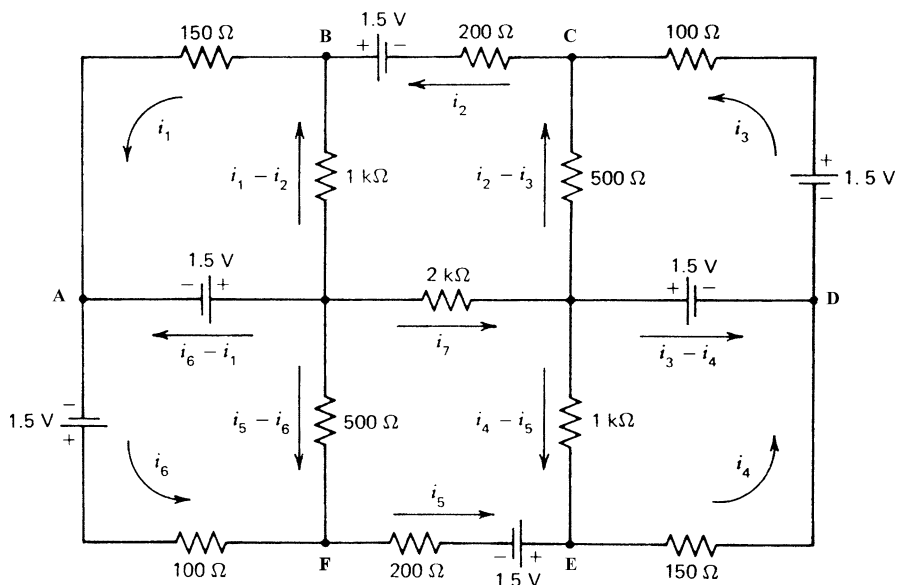 150 Ω
B
1.5 V
+ −
200 Ω
C
100 Ω
i₂
i₁
i₃
i₁ − i₂
1 kΩ
i₂ − i₃
500 Ω
+
1.5 V
−
1.5 V
− +
2 kΩ
1.5 V
+ −
A
D
i₆ − i₁
i₇
i₃ − i₄
−
1.5 V
+
i₅ − i₆
500 Ω
i₄ − i₅
1 kΩ
i₆
i₅
i₄
100 Ω
F
200 Ω
− +
1.5 V
E
150 Ω